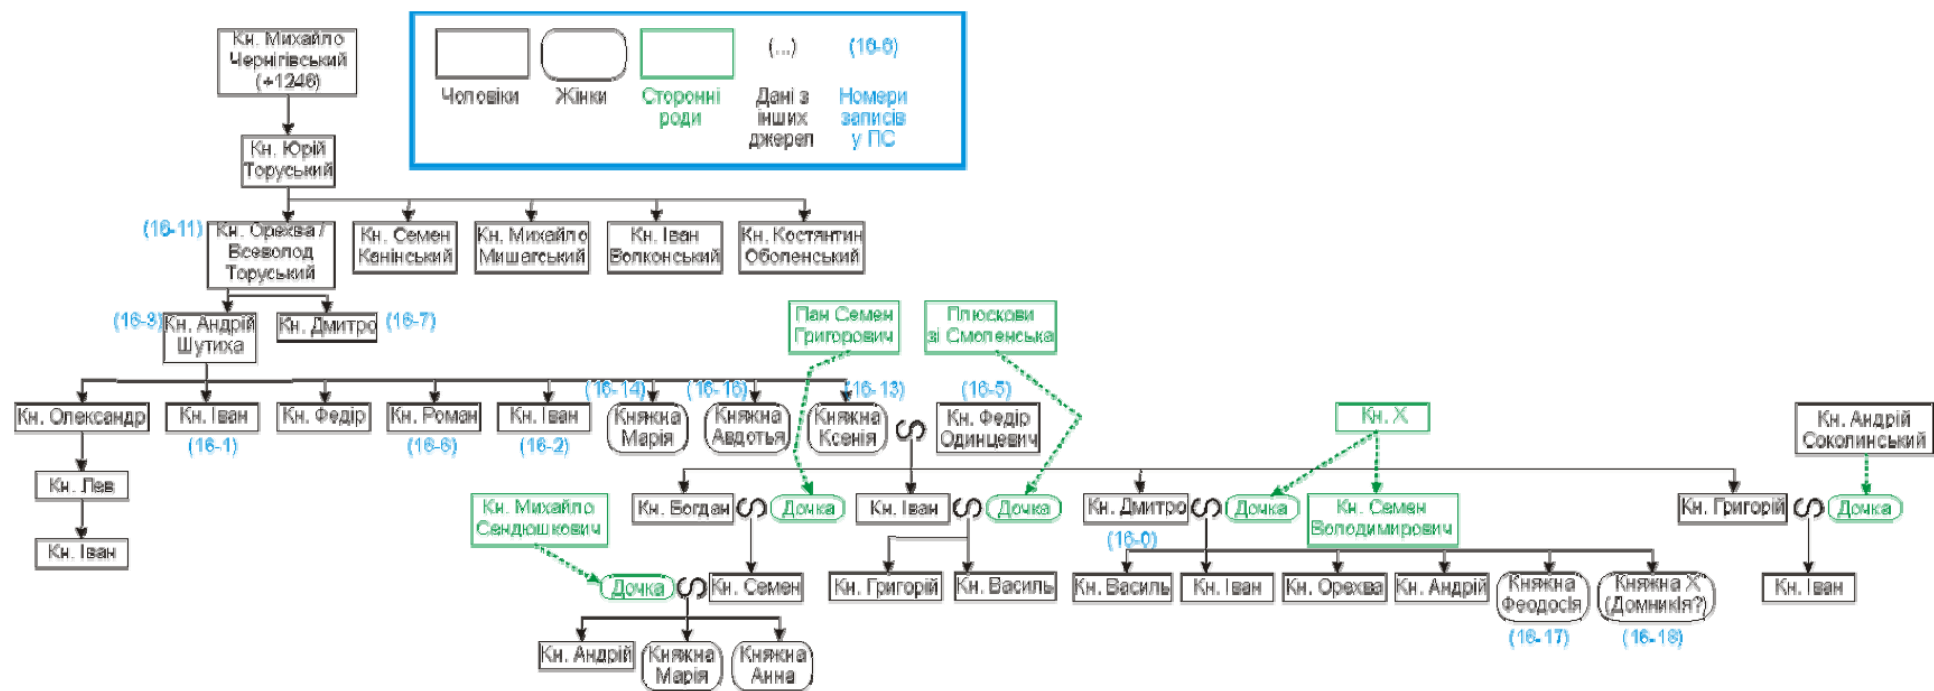 Кн. Михайло
Чернігівський
(+1246)
(...)
(16-6)
Чоловіки
Жінки
Сторонні
роди
Дані з
інших
джерел
Номери
записів
у ПС
Кн. Юрій
Торуський
(16-11)
Кн. Орехва /
Всеволод
Торуський
Кн. Семен
Канінський
Кн. Михайло
Мишагський
Кн. Іван
Волконський
Кн. Костянтин
Оболенський
(16-3)
Кн. Андрій
Шутиха
Кн. Дмитро
(16-7)
Пан Семен
Григорович
Плюскови
зі Смоленська
(16-14)
(16-16)
(16-13)
(16-5)
Кн. Олександр
Кн. Іван
(16-1)
Кн. Федір
Кн. Роман
(16-6)
Кн. Іван
(16-2)
Княжна
Марія
Княжна
Авдотья
Княжна
Ксенія
Кн. Федір
Одинцевич
Кн. Х
Кн. Андрій
Соколинський
Кн. Лев
Кн. Іван
Кн. Михайло
Сендюшкович
Кн. Богдан
Дочка
Кн. Іван
Дочка
Кн. Дмитро
(16-0)
Дочка
Кн. Семен
Володимирович
Кн. Григорій
Дочка
Дочка
Кн. Семен
Кн. Григорій
Кн. Василь
Кн. Василь
Кн. Іван
Кн. Орехва
Кн. Андрій
Княжна
Феодосія
(16-17)
Княжна Х
(Домникія?)
(16-18)
Кн. Іван
Кн. Андрій
Княжна
Марія
Княжна
Анна